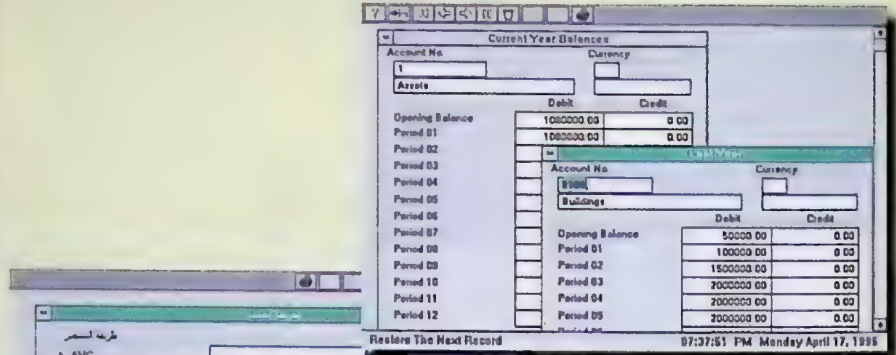 Current Year Balances
Account No. Currency
1
Assets
Debit Credit
Opening Balance 1080000.00 0.00
Period 01 1080000.00 0.00
Period 02
Period 03
Period 04
Period 05
Period 06
Period 07
Period 08
Period 09
Period 10
Period 11
Period 12
Account No. Currency
Buildings
Debit Credit
Opening Balance 50000.00 0.00
Period 01 100000.00 0.00
Period 02 1500000.00 0.00
Period 03 2000000.00 0.00
Period 04 2000000.00 0.00
Period 05 2000000.00 0.00
Restore The Next Record 07:37:51 PM Monday April 17, 1995
AVG